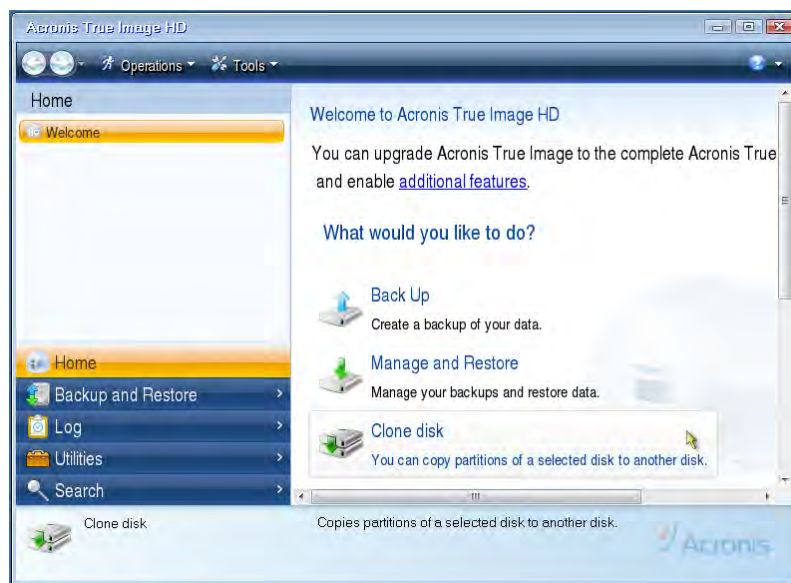 Acronis True Image HD
Operations Tools
Home
Welcome
Home
Backup and Restore
Log
Utilities
Search
Welcome to Acronis True Image HD
You can upgrade Acronis True Image to the complete Acronis True
and enable additional features.
What would you like to do?
Back Up
Create a backup of your data.
Manage and Restore
Manage your backups and restore data.
Clone disk
You can copy partitions of a selected disk to another disk.
Clone disk
Copies partitions of a selected disk to another disk.
Acronis